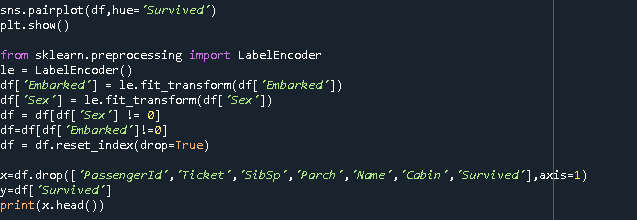 sns.pairplot(df,hue='Survived')
plt.show()
from sklearn.preprocessing import LabelEncoder
le = LabelEncoder()
df['Embarked'] = le.fit_transform(df['Embarked'])
df['Sex'] = le.fit_transform(df['Sex'])
df = df[df['Sex'] != 0]
df=df[df['Embarked']!=0]
df = df.reset_index(drop=True)
x=df.drop(['PassengerId','Ticket','SibSp','Parch','Name','Cabin','Survived'],axis=1)
y=df['Survived']
print(x.head())